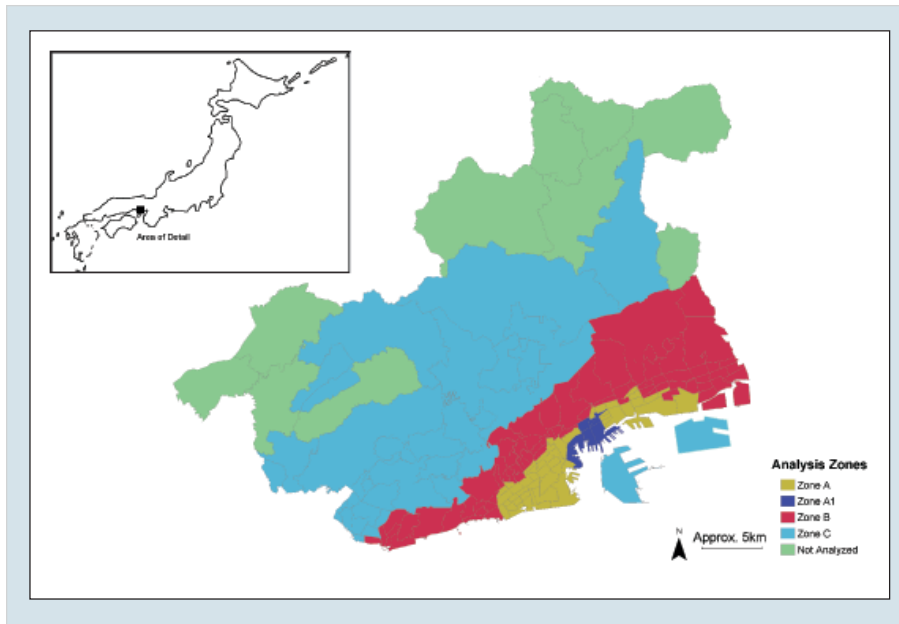 Area of Detail
Analysis Zones
Zone A
Zone A1
Zone B
Zone C
Not Analyzed
N
Approx. 5km